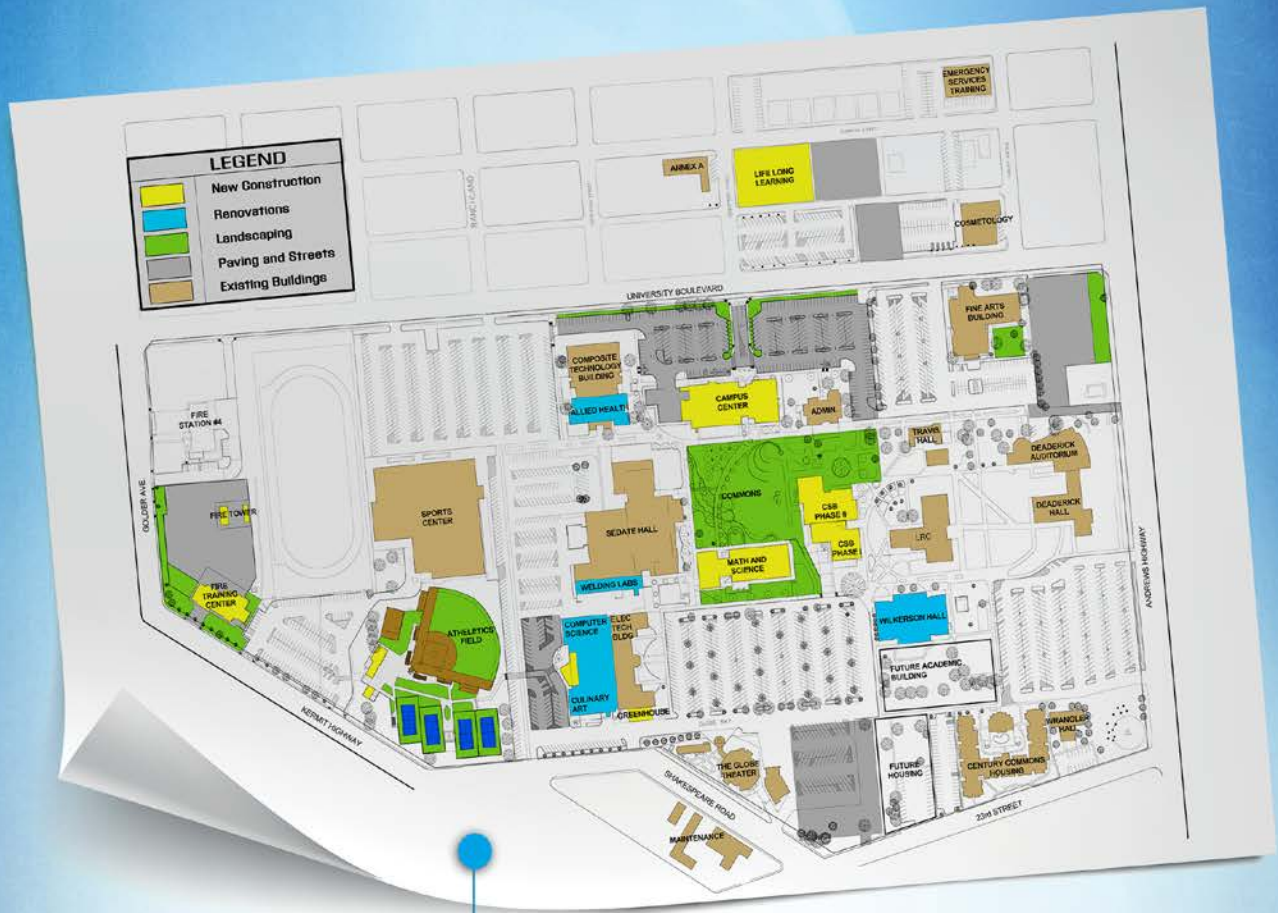 EMERGENCY
SERVICES
TRAINING
LEGEND
New Construction
Renovations
Landscaping
Paving and Streets
Existing Buildings
ANNEX A
LIFE LONG
LEARNING
COSMETOLOGY
UNIVERSITY BOULEVARD
FINE ARTS
BUILDING
COMPOSITE
TECHNOLOGY
BUILDING
ALLIED HEALTH
CAMPUS
CENTER
ADMIN.
FIRE
STATION #4
GOLDER AVE.
TRAVIS
HALL
DEADERICK
AUDITORIUM
SPORTS
CENTER
SEDATE HALL
COMMONS
CSB
PHASE II
CSB
PHASE I
LRC
DEADERICK
HALL
FIRE TOWER
MATH AND
SCIENCE
WELDING LABS
ANDREWS HIGHWAY
FIRE
TRAINING
CENTER
ATHELETICS
FIELD
COMPUTER
SCIENCE
ELEC
TECH
BLDG
WILKERSON HALL
FUTURE ACADEMIC
BUILDING
CULINARY
ART
GREENHOUSE
KERMIT HIGHWAY
THE GLOBE
THEATER
SHAKESPEARE ROAD
FUTURE
HOUSING
WRANGLER
HALL
CENTURY COMMONS
HOUSING
MAINTENANCE
23rd STREET